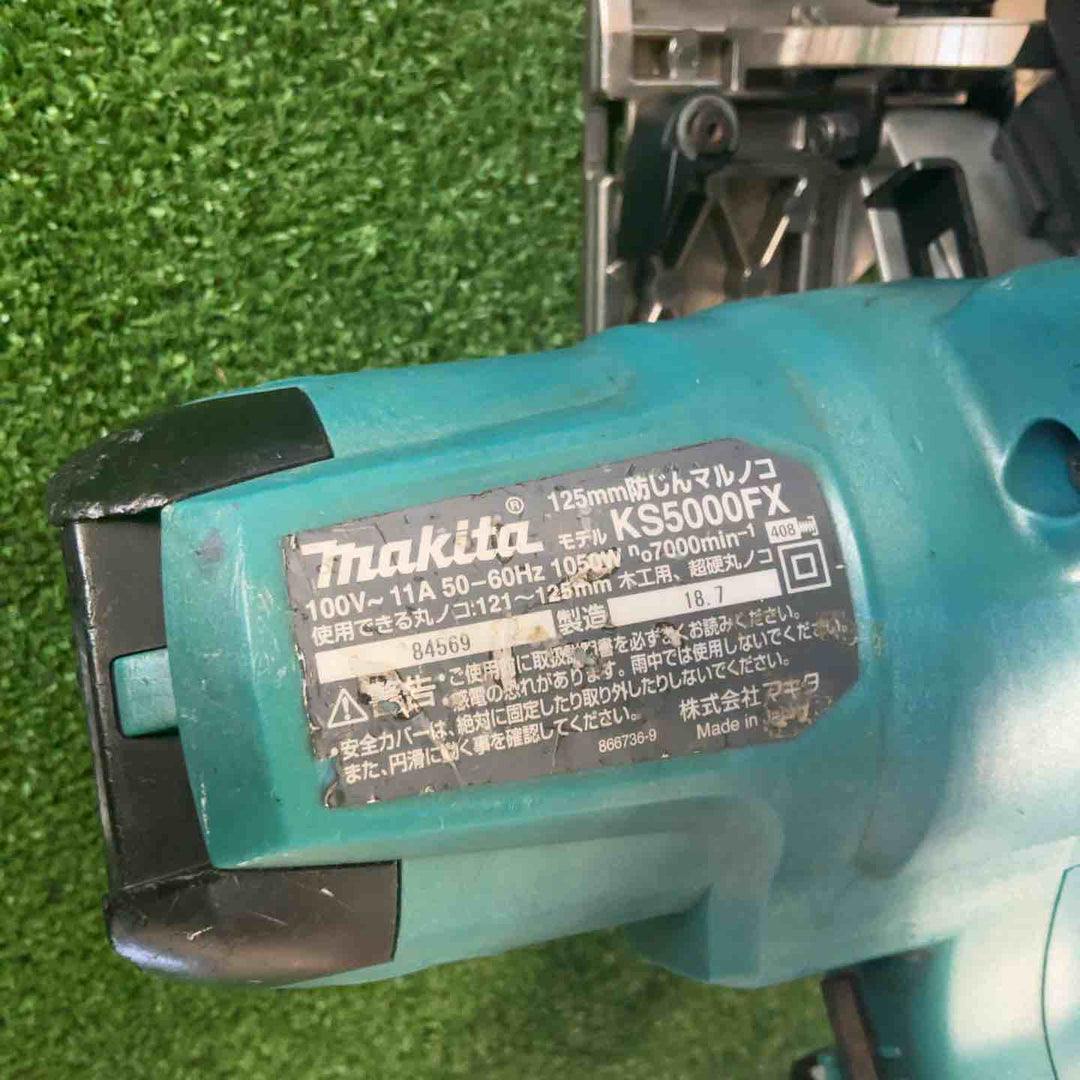 makita®
125mm防じんマルノコ
モデル KS5000FX
100V~ 11A 50-60Hz 1050W n₀7000min⁻¹ 408
使用できる丸ノコ:121～125mm 木工用、超硬丸ノコ
84569 製造 18.7
警告 •ご使用前に取扱説明書を必ずよくお読みください。
•感電の恐れがあります。雨中では使用しないでください。
•安全カバーは、絶対に固定したり取り外したりしないでください。
また、円滑に動く事を確認してください。
株式会社マキタ
866736-9 Made in Japan